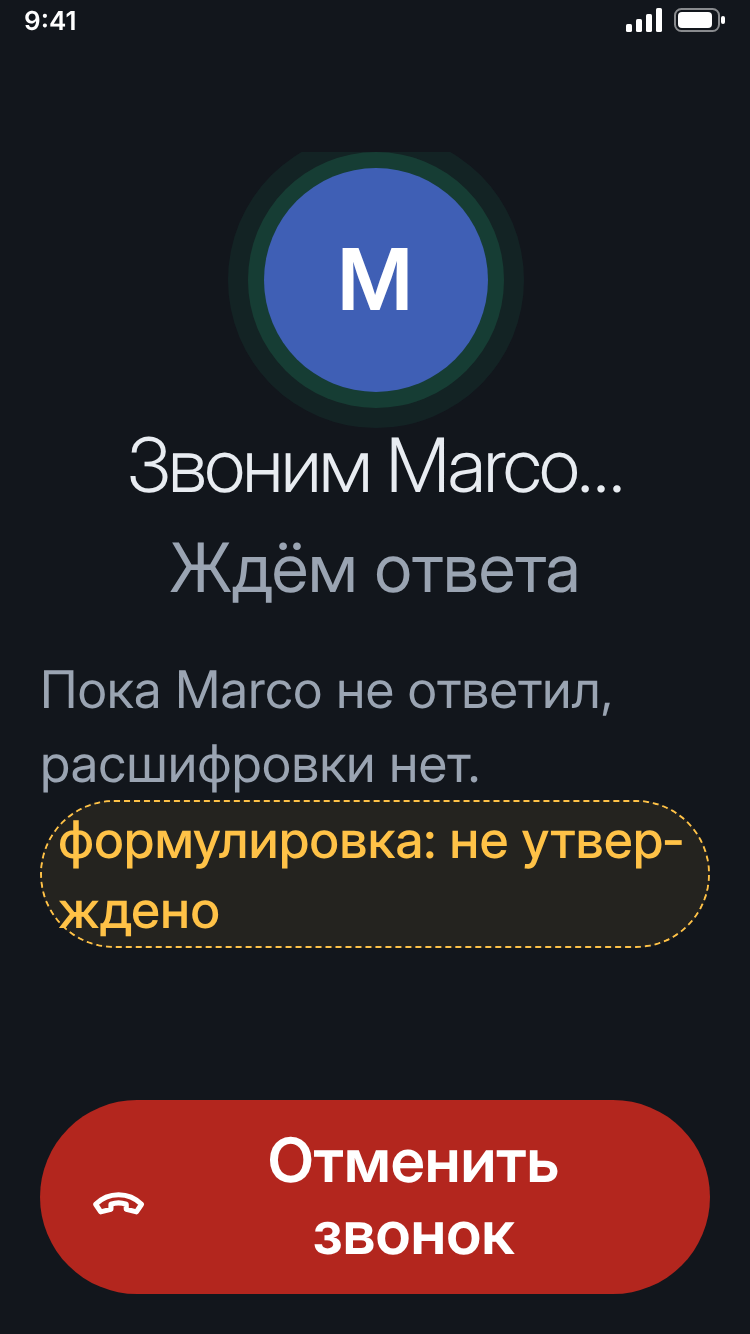 9:41
M
Звоним Marco…
Ждём ответа
Пока Marco не ответил,
расшифровки нет.
формулировка: не утвер-
ждено
Отменить
звонок